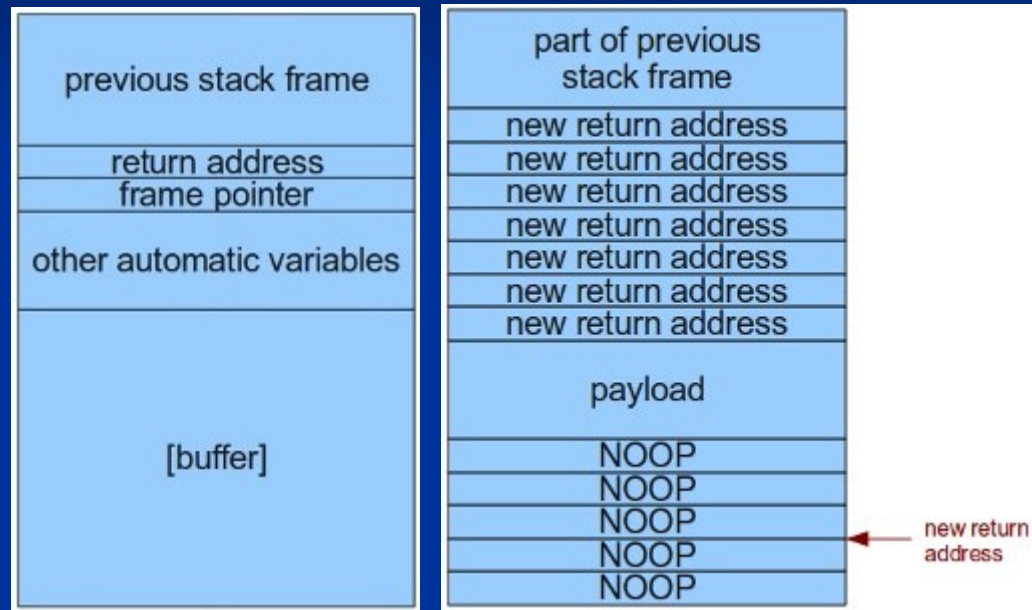 previous stack frame
return address
frame pointer
other automatic variables
[buffer]
part of previous
stack frame
new return address
new return address
new return address
new return address
new return address
new return address
new return address
payload
NOOP
NOOP
NOOP
NOOP
NOOP
new return
address